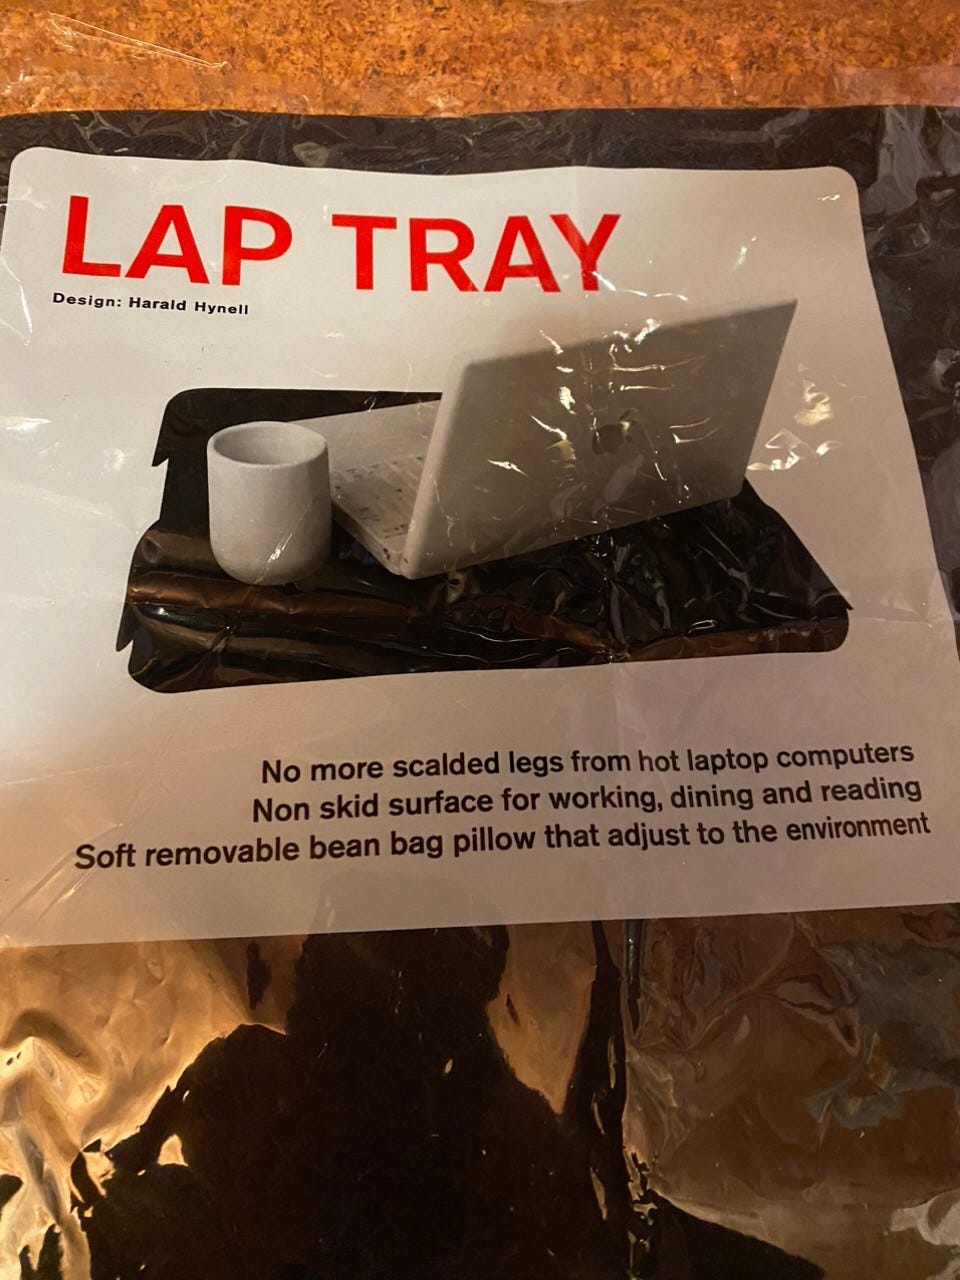 LAP TRAY
Design: Harald Hynell
No more scalded legs from hot laptop computers
Non skid surface for working, dining and reading
Soft removable bean bag pillow that adjust to the environment